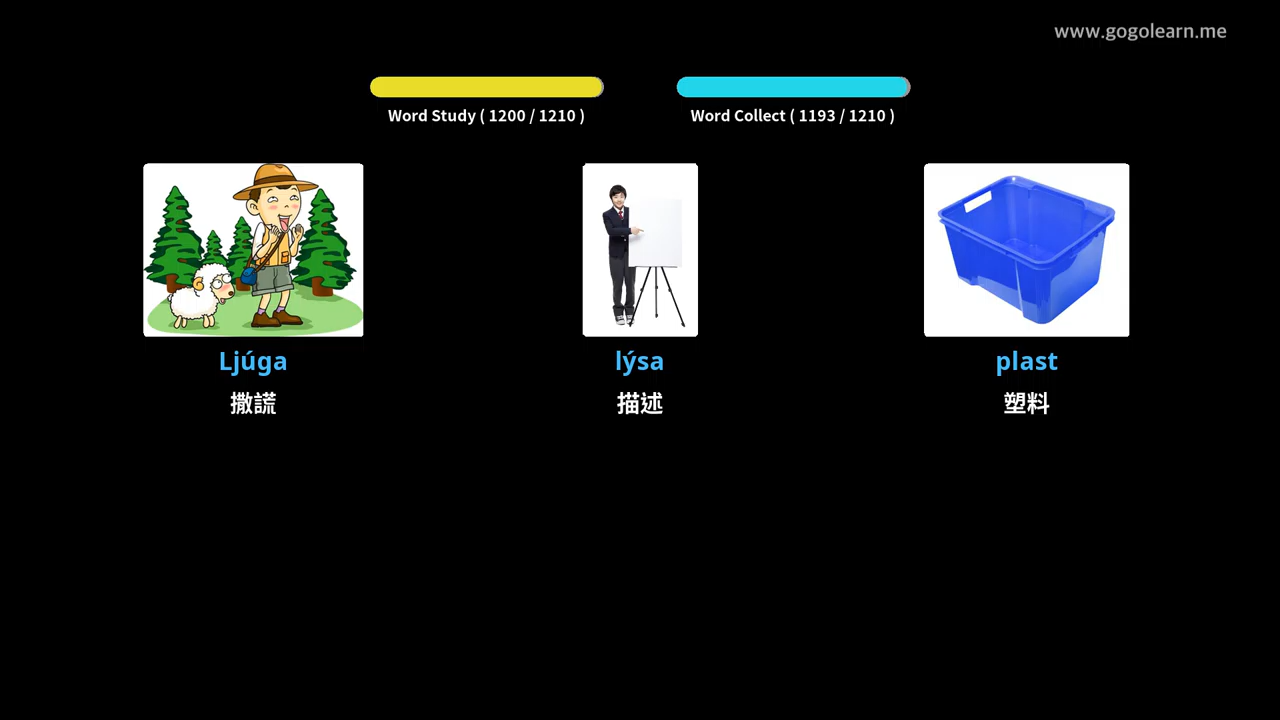 www.gogolearn.me
Word Study ( 1200 / 1210 )
Word Collect ( 1193 / 1210 )
Ljúga
lýsa
plast
撒謊
描述
塑料